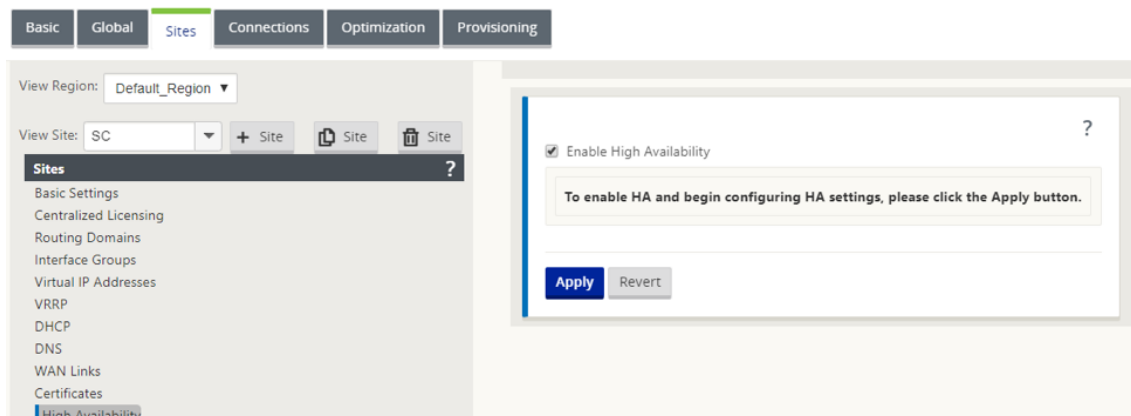 Basic Global Sites Connections Optimization Provisioning
View Region: Default_Region ▼
View Site: SC + Site Site Site
Sites ?
Basic Settings
Centralized Licensing
Routing Domains
Interface Groups
Virtual IP Addresses
VRRP
DHCP
DNS
WAN Links
Certificates
High Availability
?
Enable High Availability
To enable HA and begin configuring HA settings, please click the Apply button.
Apply Revert